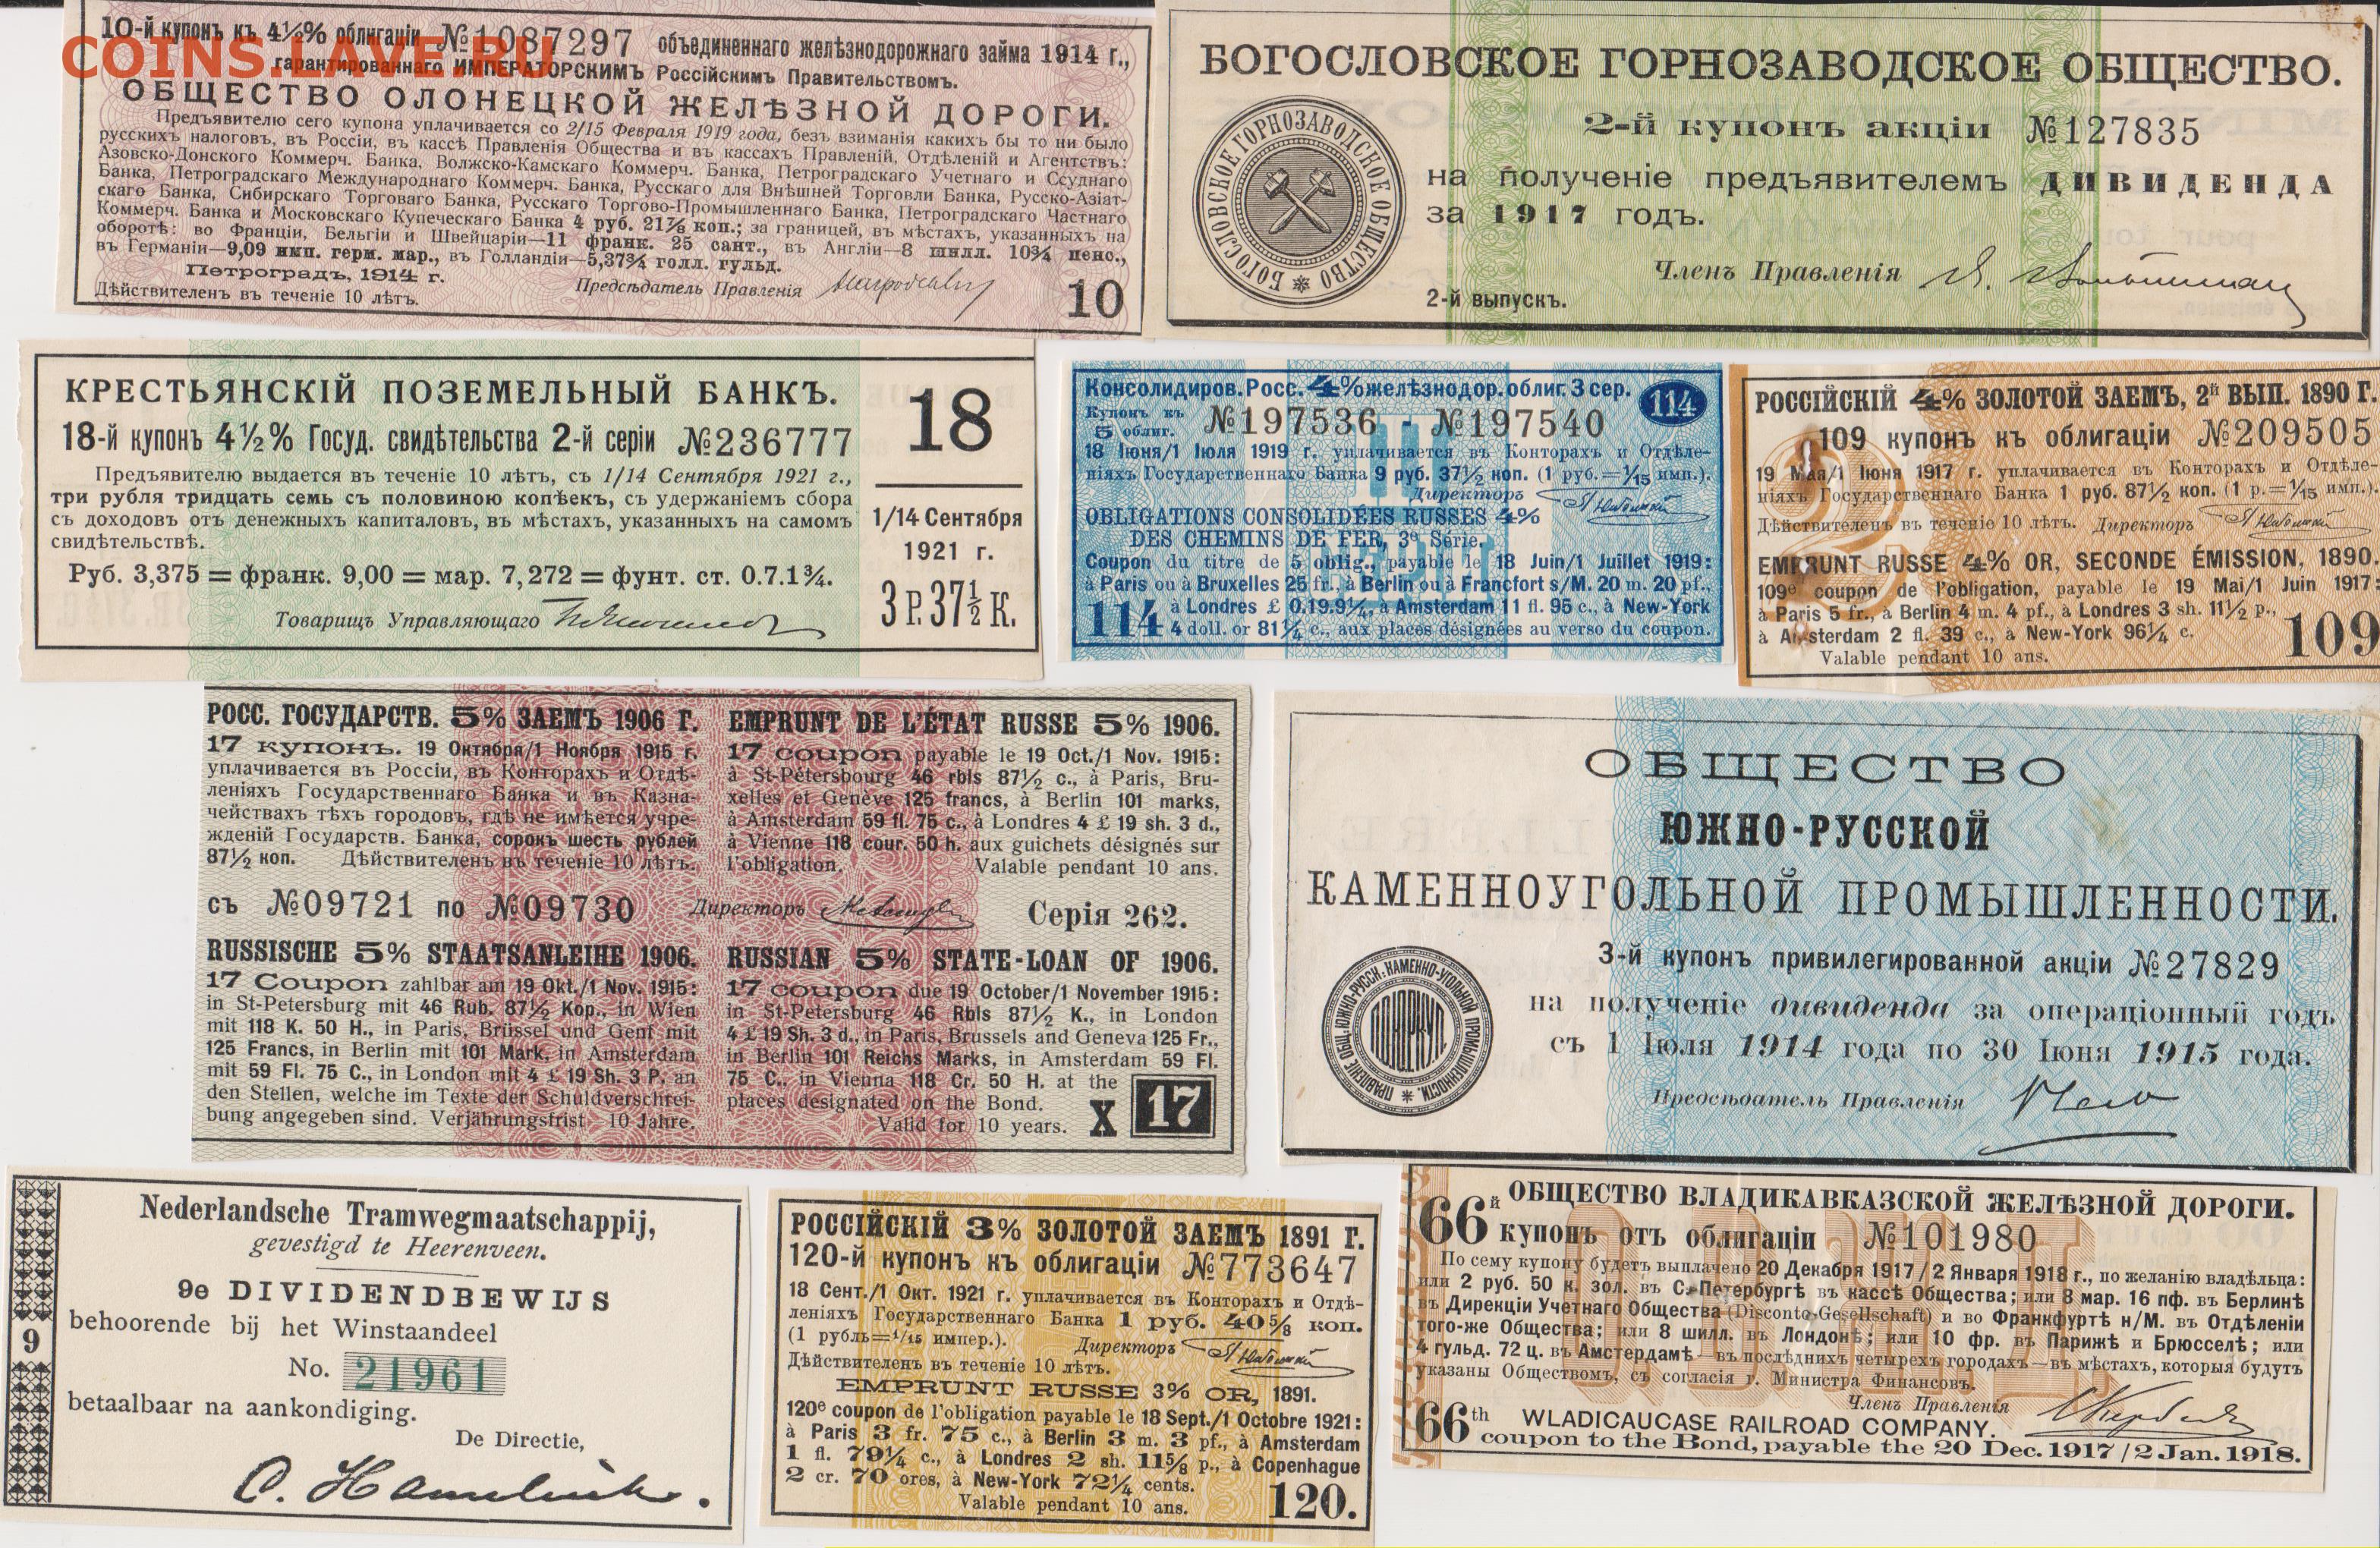 COINS.LAVE.RU
10-й купонъ къ 4½% облигаціи №1087297 объединеннаго желѣзнодорожнаго займа 1914 г.,
гарантированнаго ИМПЕРАТОРСКИМЪ Россійскимъ Правительствомъ.
ОБЩЕСТВО ОЛОНЕЦКОЙ ЖЕЛѢЗНОЙ ДОРОГИ.
Предъявителю сего купона уплачивается со 2/15 Февраля 1919 года, безъ взиманія какихъ бы то ни было
русскихъ налоговъ, въ Россіи, въ кассѣ Правленія Общества и въ кассахъ Правленій, Отдѣленій и Агентствъ:
Азовско-Донского Коммерч. Банка, Волжско-Камскаго Коммерч. Банка, Петроградскаго Учетнаго и Ссуднаго
Банка, Петроградскаго Международнаго Коммерч. Банка, Русскаго для Внѣшней Торговли Банка, Русско-Азіат-
скаго Банка, Сибирскаго Торговаго Банка, Русскаго Торгово-Промышленнаго Банка, Петроградскаго Частнаго
Коммерч. Банка и Московскаго Купеческаго Банка 4 руб. 21⅞ коп.; за границей, въ мѣстахъ, указанныхъ на
оборотѣ: во Франціи, Бельгіи и Швейцаріи—11 франк. 25 сант., въ Англіи—8 шилл. 10¾ пенс.,
въ Германіи—9,09 имп. герм. мар., въ Голландіи—5,37¾ голл. гульд.
Петроградъ, 1914 г.
Дѣйствителенъ въ теченіе 10 лѣтъ.
Предсѣдатель Правленія
10
БОГОСЛОВСКОЕ ГОРНОЗАВОДСКОЕ ОБЩЕСТВО.
2-й купонъ акціи №127835
на полученіе предъявителемъ ДИВИДЕНДА
за 1917 годъ.
Членъ Правленія
2-й выпускъ.
БОГОСЛОВСКОЕ ГОРНОЗАВОДСКОЕ ОБЩЕСТВО
КРЕСТЬЯНСКІЙ ПОЗЕМЕЛЬНЫЙ БАНКЪ.
18-й купонъ 4½% Госуд. свидѣтельства 2-й серіи №236777
Предъявителю выдается въ теченіе 10 лѣтъ, съ 1/14 Сентября 1921 г.,
три рубля тридцать семь съ половиною копѣекъ, съ удержаніемъ сбора
съ доходовъ отъ денежныхъ капиталовъ, въ мѣстахъ, указанныхъ на самомъ
свидѣтельствѣ.
Руб. 3,375 = франк. 9,00 = мар. 7,272 = фунт. ст. 0.7.1¾.
Товарищъ Управляющаго
18
1/14 Сентября
1921 г.
3 Р. 37½ К.
Консолидиров. Росс. 4% желѣзнодор. облиг. 3 сер.
114
Купонъ къ
5 облиг.
№197536 - №197540
18 Іюня/1 Іюля 1919 г. уплачивается въ Конторахъ и Отдѣле-
ніяхъ Государственнаго Банка 9 руб. 37½ коп. (1 руб.=1/15 имп.).
Директоръ
OBLIGATIONS CONSOLIDÉES RUSSES 4%
DES CHEMINS DE FER, 3e Série.
Coupon du titre de 5 oblig., payable le 18 Juin/1 Juillet 1919:
à Paris ou à Bruxelles 25 fr., à Berlin ou à Francfort s/M. 20 m. 20 pf.,
à Londres £ 0.19.9½, à Amsterdam 11 fl. 95 c., à New-York
114 4 doll. or 81¼ c., aux places désignées au verso du coupon.
РОССІЙСКІЙ 4% ЗОЛОТОЙ ЗАЕМЪ, 2й ВЫП. 1890 Г.
109 купонъ къ облигаціи №209505
19 Мая/1 Іюня 1917 г. уплачивается въ Конторахъ и Отдѣле-
ніяхъ Государственнаго Банка 1 руб. 87½ коп. (1 р.=1/15 имп.).
Дѣйствителенъ въ теченіе 10 лѣтъ. Директоръ
EMPRUNT RUSSE 4% OR, SECONDE ÉMISSION, 1890.
109e coupon de l'obligation, payable le 19 Mai/1 Juin 1917:
à Paris 5 fr., à Berlin 4 m. 4 pf., à Londres 3 sh. 11½ p.,
à Amsterdam 2 fl. 39 c., à New-York 96¼ c.
Valable pendant 10 ans.
109
РОСС. ГОСУДАРСТВ. 5% ЗАЕМЪ 1906 Г.
17 купонъ. 19 Октября/1 Ноября 1915 г.
уплачивается въ Россіи, въ Конторахъ и Отдѣ-
леніяхъ Государственнаго Банка и въ Казна-
чействахъ тѣхъ городовъ, гдѣ не имѣется учре-
жденій Государств. Банка, сорокъ шесть рублей
87½ коп. Дѣйствителенъ въ теченіе 10 лѣтъ.
EMPRUNT DE L'ÉTAT RUSSE 5% 1906.
17 coupon payable le 19 Oct./1 Nov. 1915:
à St-Pétersbourg 46 rbls 87½ c., à Paris, Bru-
xelles et Genève 125 francs, à Berlin 101 marks,
à Amsterdam 59 fl. 75 c., à Londres 4 £ 19 sh. 3 d.,
à Vienne 118 cour. 50 h. aux guichets désignés sur
l'obligation. Valable pendant 10 ans.
съ №09721 по №09730 Директоръ Серія 262.
RUSSISCHE 5% STAATSANLEIHE 1906.
17 Coupon zahlbar am 19 Okt./1 Nov. 1915:
in St-Petersburg mit 46 Rub. 87½ Kop., in Wien
mit 118 K. 50 H., in Paris, Brüssel und Genf mit
125 Francs, in Berlin mit 101 Mark, in Amsterdam
mit 59 Fl. 75 C., in London mit 4 £ 19 Sh. 3 P. an
den Stellen, welche im Texte der Schuldverschrei-
bung angegeben sind. Verjährungsfrist 10 Jahre.
RUSSIAN 5% STATE-LOAN OF 1906.
17 coupon due 19 October/1 November 1915:
in St-Petersburg 46 Rbls 87½ K., in London
4 £ 19 Sh. 3 d., in Paris, Brussels and Geneva 125 Fr.,
in Berlin 101 Reichs Marks, in Amsterdam 59 Fl.
75 C., in Vienna 118 Cr. 50 H. at the
places designated on the Bond.
Valid for 10 years.
X 17
ОБЩЕСТВО
ЮЖНО-РУССКОЙ
КАМЕННОУГОЛЬНОЙ ПРОМЫШЛЕННОСТИ.
3-й купонъ привилегированной акціи №27829
на полученіе дивиденда за операціонный годъ
съ 1 Іюля 1914 года по 30 Іюня 1915 года.
Предсѣдатель Правленія
ПРАВЛЕНІЕ ОБЩ. ЮЖНО-РУССК. КАМЕННО-УГОЛЬНОЙ ПРОМЫШЛЕННОСТИ.
Nederlandsche Tramwegmaatschappij,
gevestigd te Heerenveen.
9e DIVIDENDBEWIJS
behoorende bij het Winstaandeel
No. 21961
betaalbaar na aankondiging.
De Directie,
9
РОССІЙСКІЙ 3% ЗОЛОТОЙ ЗАЕМЪ 1891 Г.
120-й купонъ къ облигаціи №773647
18 Сент./1 Окт. 1921 г. уплачивается въ Конторахъ и Отдѣ-
леніяхъ Государственнаго Банка 1 руб. 40⅝ коп.
(1 рубль=1/15 импер.). Директоръ
Дѣйствителенъ въ теченіе 10 лѣтъ.
EMPRUNT RUSSE 3% OR, 1891.
120e coupon de l'obligation payable le 18 Sept./1 Octobre 1921:
à Paris 3 fr. 75 c., à Berlin 3 m. 3 pf., à Amsterdam
1 fl. 79¼ c., à Londres 2 sh. 11⅝ p., à Copenhague
2 cr. 70 ores, à New-York 72¼ cents.
Valable pendant 10 ans.
120.
ОБЩЕСТВО ВЛАДИКАВКАЗСКОЙ ЖЕЛѢЗНОЙ ДОРОГИ.
66й купонъ отъ облигаціи №101980
По сему купону будетъ выплачено 20 Декабря 1917/2 Января 1918 г., по желанію владѣльца:
или 2 руб. 50 к. зол. въ С.-Петербургѣ въ кассѣ Общества; или 8 мар. 16 пф. въ Берлинѣ
въ Дирекціи Учетнаго Общества (Disconto-Gesellschaft) и во Франкфуртѣ н/М. въ Отдѣленіи
того-же Общества; или 8 шилл. въ Лондонѣ; или 10 фр. въ Парижѣ и Брюсселѣ; или
4 гульд. 72 ц. въ Амстердамѣ—въ послѣднихъ четырехъ городахъ—въ мѣстахъ, которыя будутъ
указаны Обществомъ, съ согласія г. Министра Финансовъ.
Членъ Правленія
66th WLADICAUCASE RAILROAD COMPANY.
coupon to the Bond, payable the 20 Dec. 1917/2 Jan. 1918.